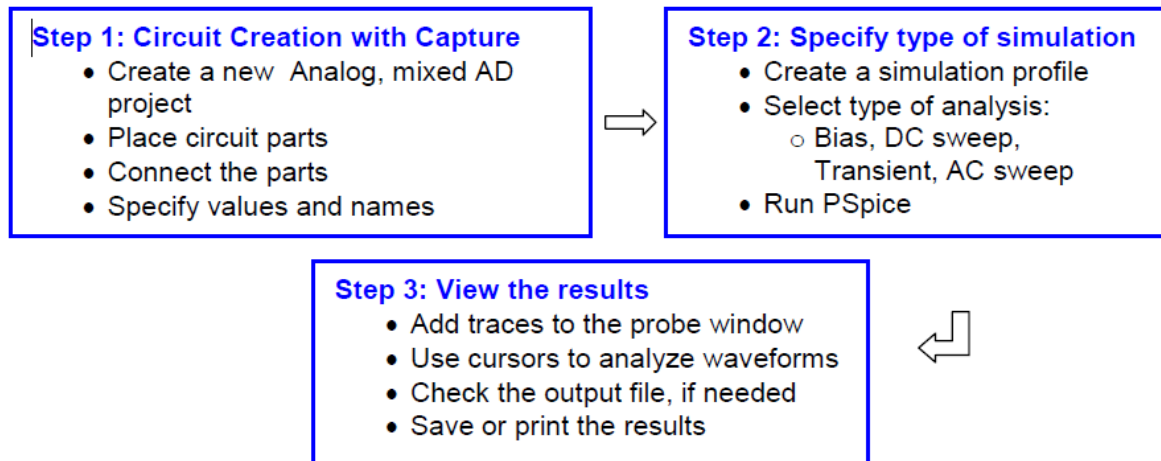 Step 1: Circuit Creation with Capture
• Create a new Analog, mixed AD
project
• Place circuit parts
• Connect the parts
• Specify values and names
Step 2: Specify type of simulation
• Create a simulation profile
• Select type of analysis:
o Bias, DC sweep,
Transient, AC sweep
• Run PSpice
Step 3: View the results
• Add traces to the probe window
• Use cursors to analyze waveforms
• Check the output file, if needed
• Save or print the results